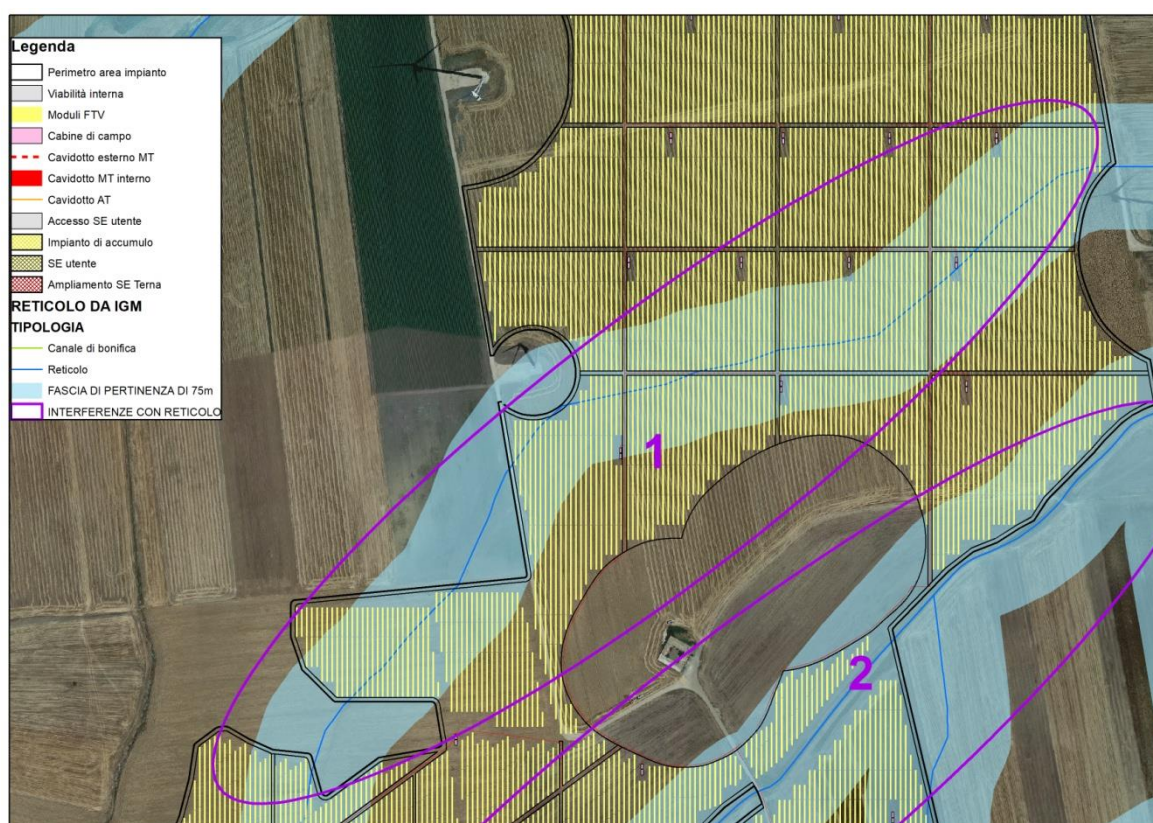 Legenda
Perimetro area impianto
Viabilità interna
Moduli FTV
Cabine di campo
Cavidotto esterno MT
Cavidotto MT interno
Cavidotto AT
Accesso SE utente
Impianto di accumulo
SE utente
Ampliamento SE Terna
RETICOLO DA IGM
TIPOLOGIA
Canale di bonifica
Reticolo
FASCIA DI PERTINENZA DI 75m
INTERFERENZE CON RETICOLO
1
2